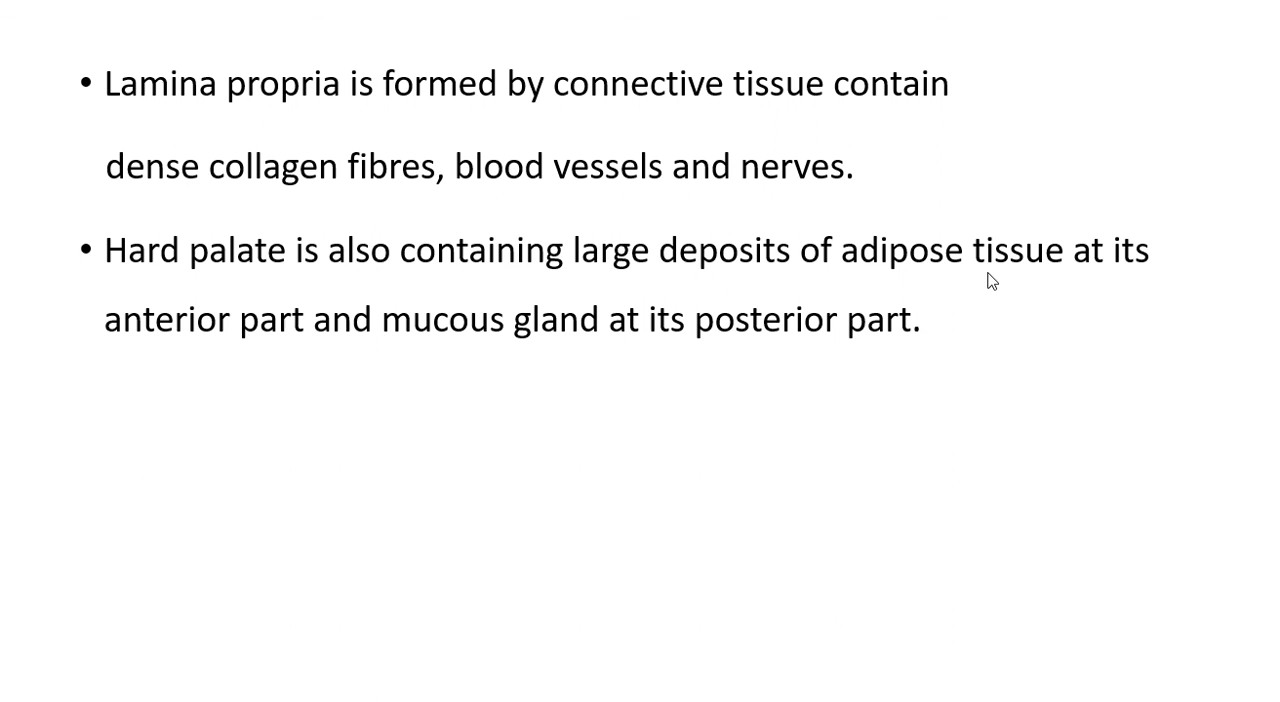 • Lamina propria is formed by connective tissue contain
dense collagen fibres, blood vessels and nerves.
• Hard palate is also containing large deposits of adipose tissue at its
anterior part and mucous gland at its posterior part.